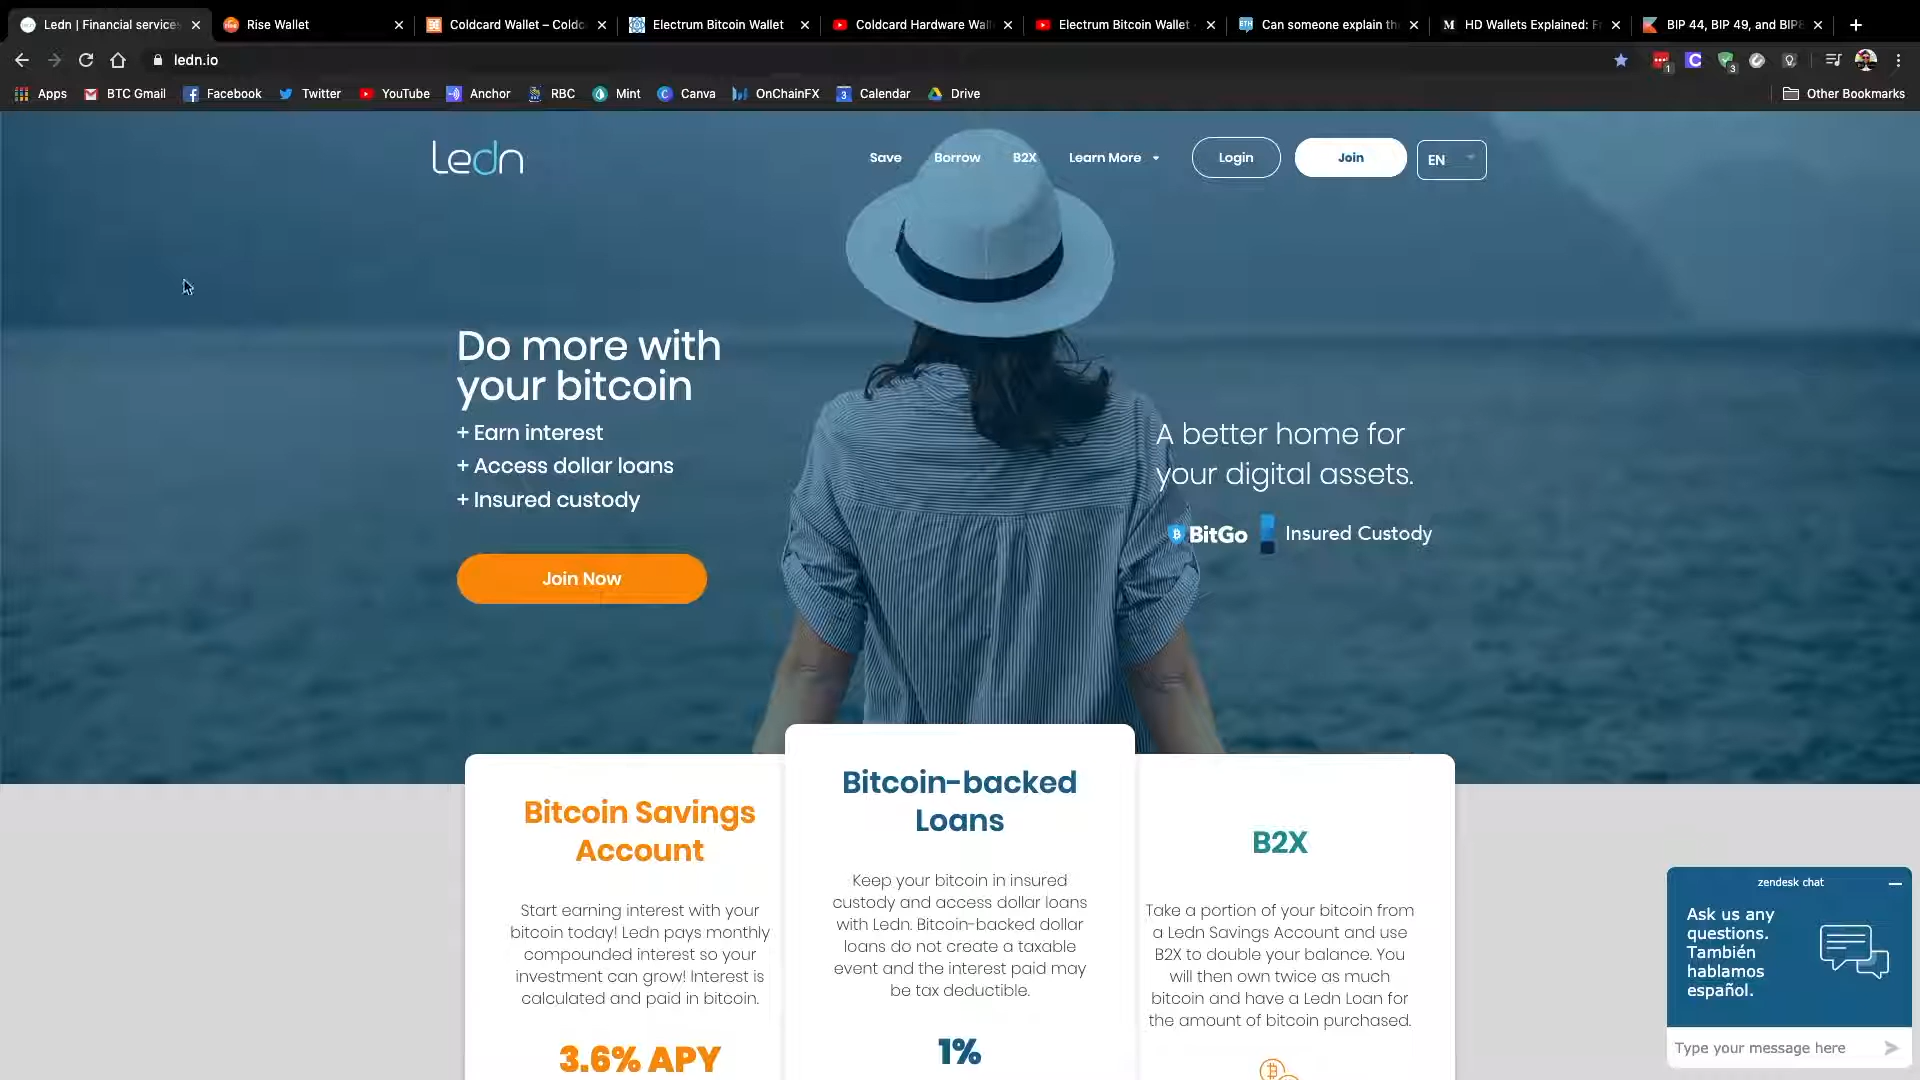 Ledn | Financial services
Rise Wallet
Coldcard Wallet – Coldc
Electrum Bitcoin Wallet
Coldcard Hardware Wall
Electrum Bitcoin Wallet -
Can someone explain th
HD Wallets Explained: Fr
BIP 44, BIP 49, and BIP8
ledn.io
1
3
Apps
BTC Gmail
Facebook
Twitter
YouTube
Anchor
RBC
Mint
Canva
OnChainFX
Calendar
Drive
Other Bookmarks
Ledn
Save
Borrow
B2X
Learn More
Login
Join
EN
Do more with
your bitcoin
+ Earn interest
+ Access dollar loans
+ Insured custody
Join Now
A better home for
your digital assets.
BitGo
Insured Custody
Bitcoin Savings
Account
Start earning interest with your
bitcoin today! Ledn pays monthly
compounded interest so your
investment can grow! Interest is
calculated and paid in bitcoin.
3.6% APY
Bitcoin-backed
Loans
Keep your bitcoin in insured
custody and access dollar loans
with Ledn. Bitcoin-backed dollar
loans do not create a taxable
event and the interest paid may
be tax deductible.
1%
B2X
Take a portion of your bitcoin from
a Ledn Savings Account and use
B2X to double your balance. You
will then own twice as much
bitcoin and have a Ledn Loan for
the amount of bitcoin purchased.
zendesk chat
Ask us any
questions.
También
hablamos
español.
Type your message here